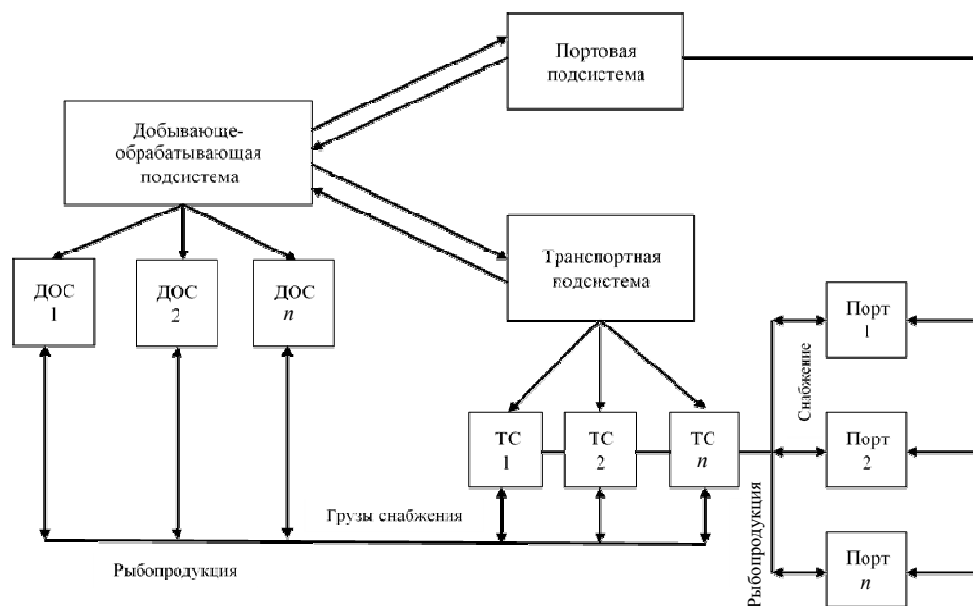 Портовая
подсистема
Добывающе-
обрабатывающая
подсистема
Транспортная
подсистема
ДОС
1
ДОС
2
ДОС
n
Порт
1
Снабжение
ТС
1
ТС
2
ТС
n
Порт
2
Грузы снабжения
Рыбопродукция
Рыбопродукция
Порт
n